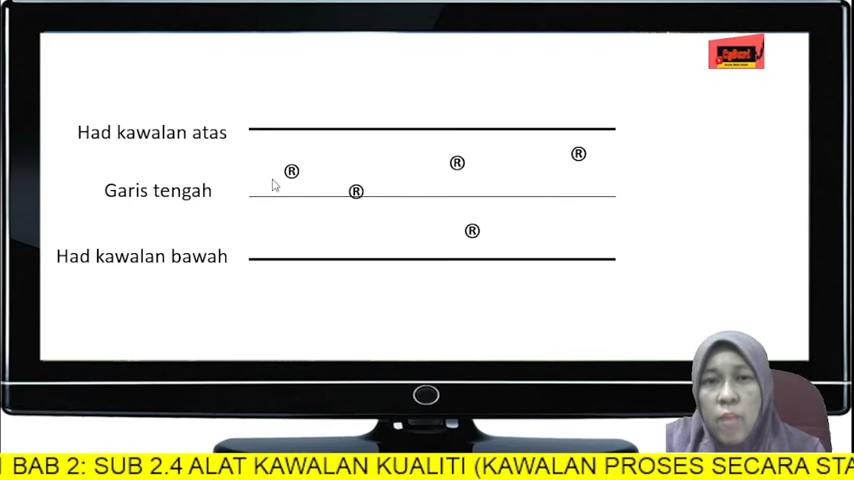 Had kawalan atas
®
®
®
Garis tengah
®
®
Had kawalan bawah
BAB 2: SUB 2.4 ALAT KAWALAN KUALITI (KAWALAN PROSES SECARA STA